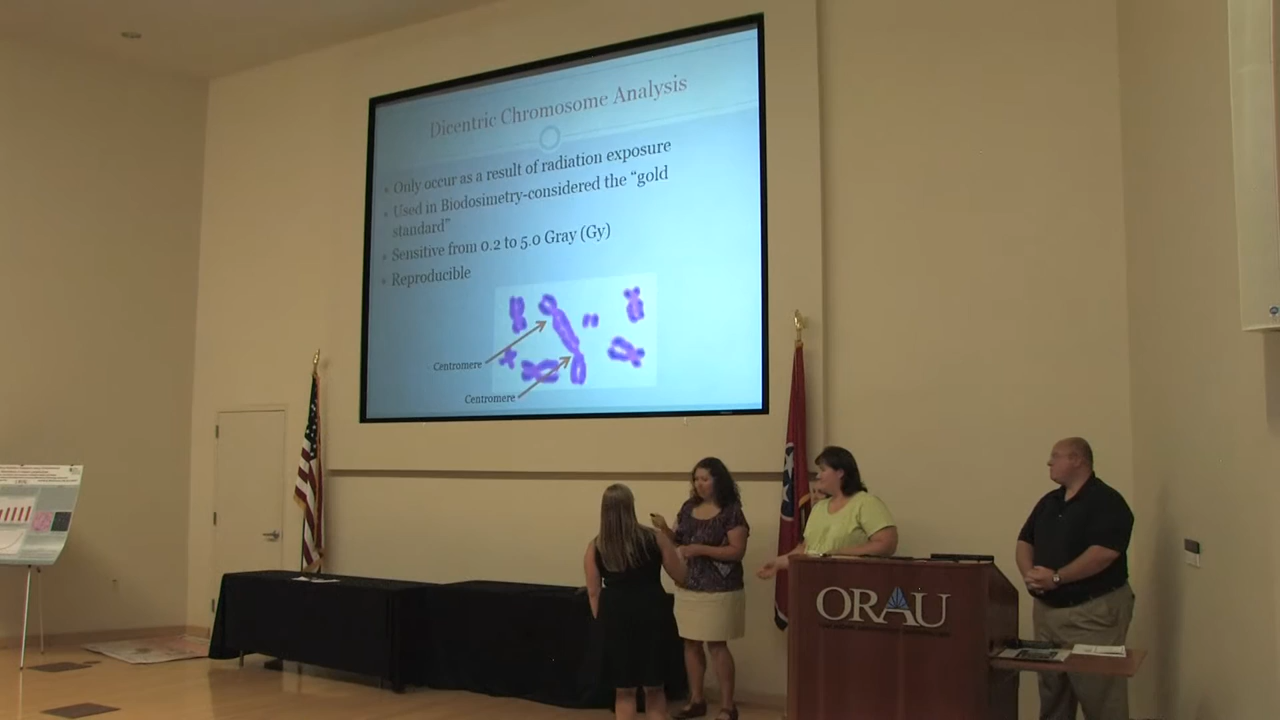 Dicentric Chromosome Analysis
Only occur as a result of radiation exposure
Used in Biodosimetry-considered the "gold
standard"
Sensitive from 0.2 to 5.0 Gray (Gy)
Reproducible
Centromere
Centromere
ORAU